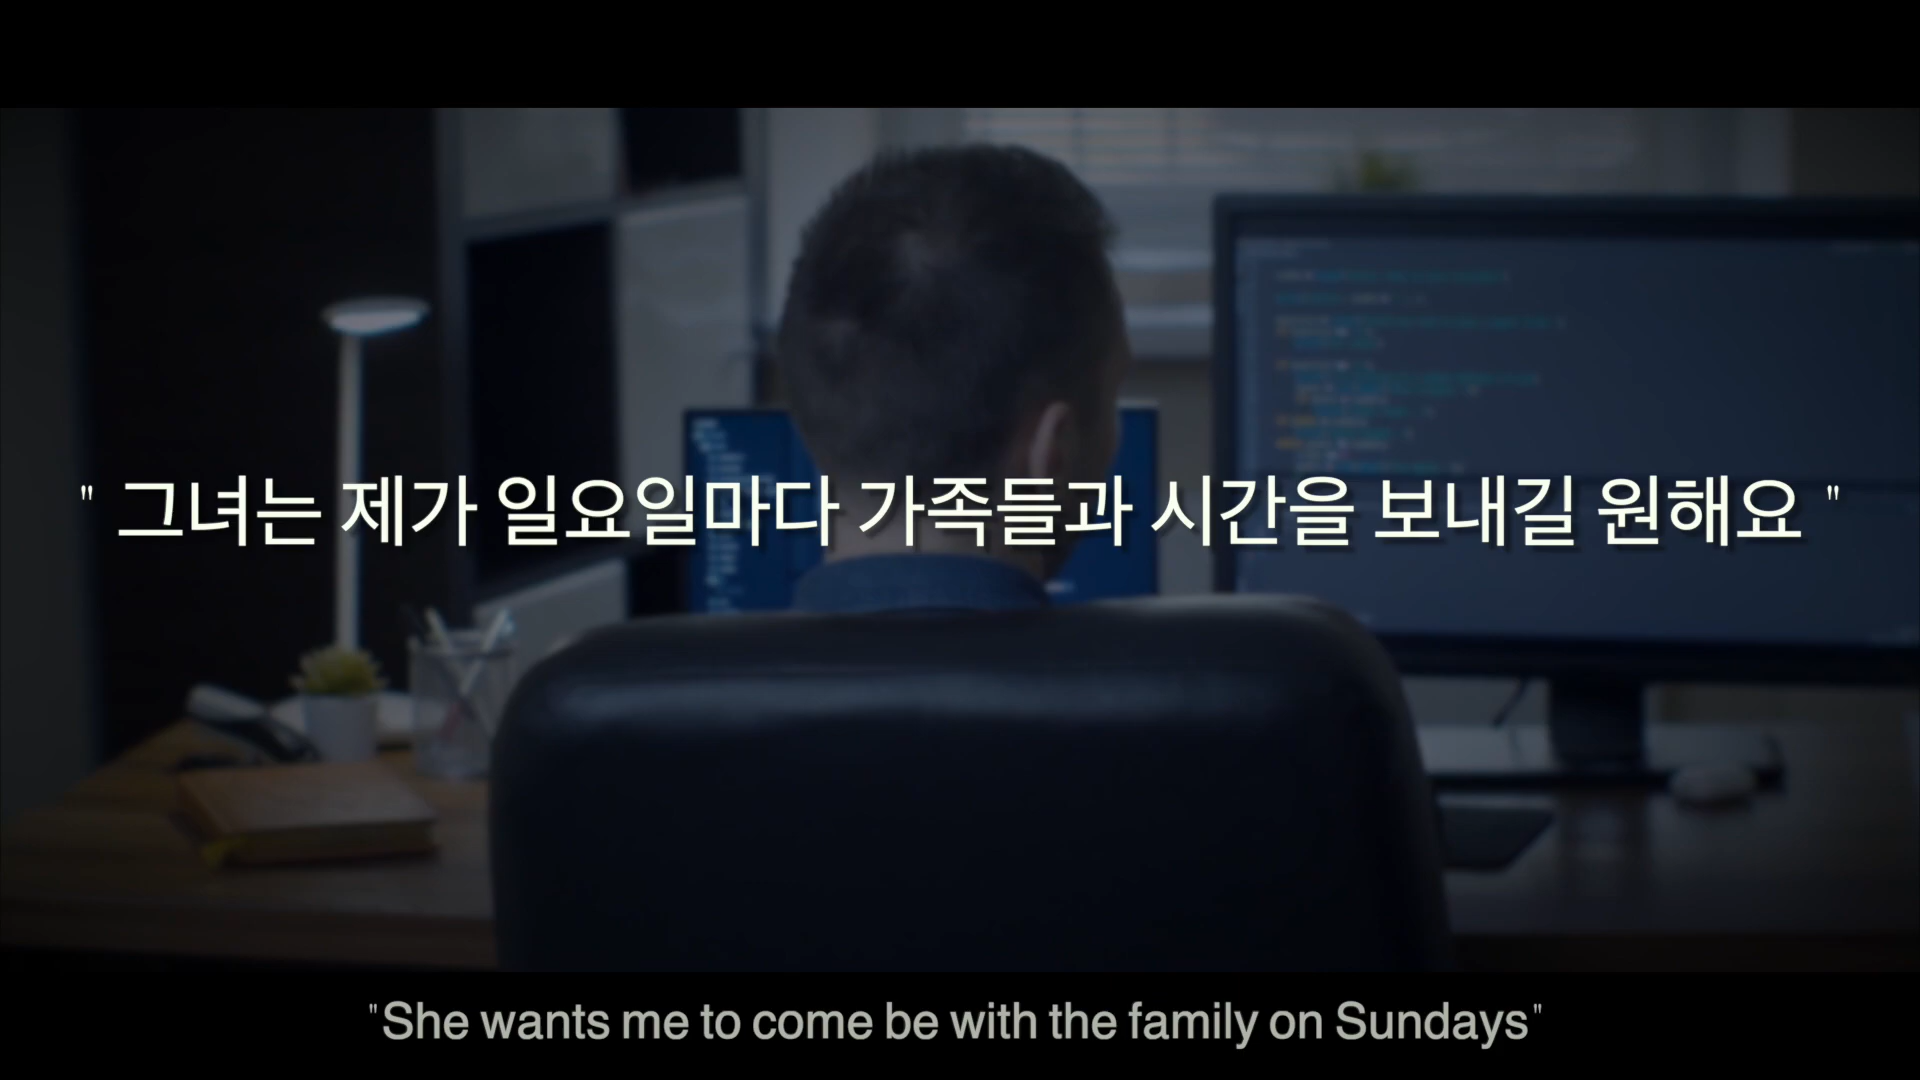 " 그녀는 제가 일요일마다 가족들과 시간을 보내길 원해요 "
"She wants me to come be with the family on Sundays"